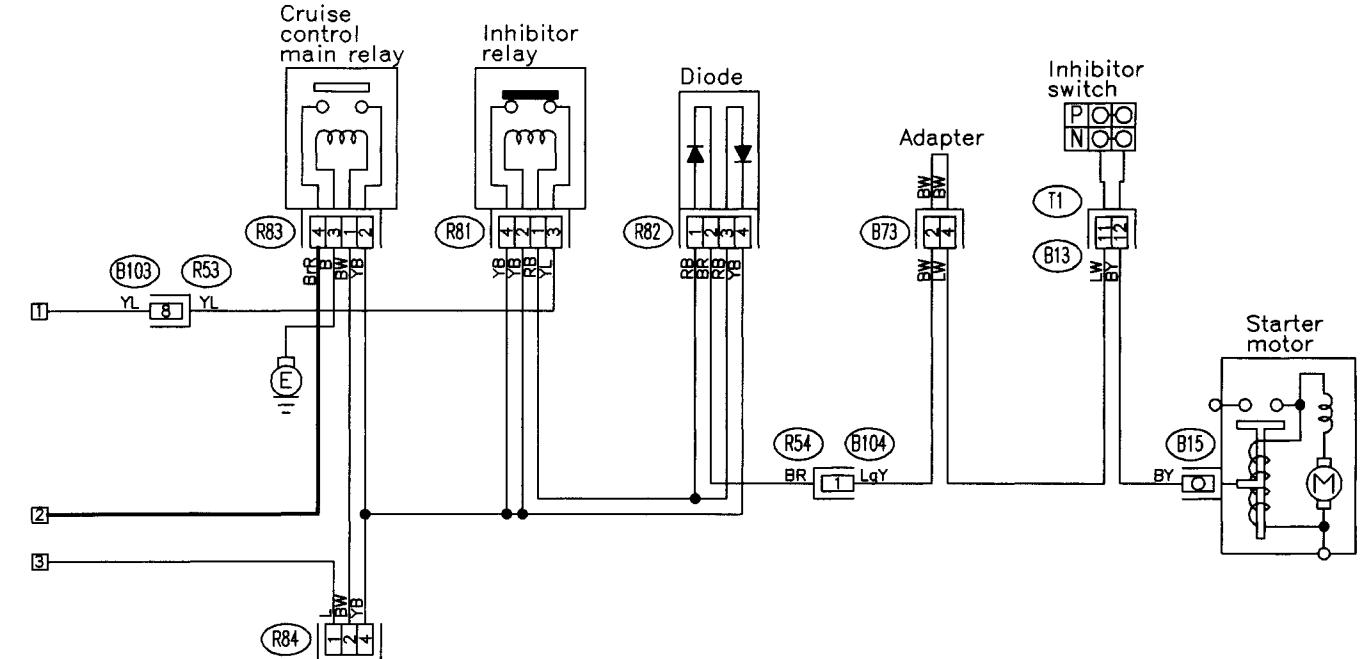 Cruise
control
main relay
Inhibitor
relay
Diode
Adapter
Inhibitor
switch
P
N
T1
R83
4 3 1 2
R81
4 2 1 3
R82
1 2 3 4
B73
2 4
11 12
B13
BW BW
BrR B BW YB
YB YB RB YL
RB BR RB YB
BW LW
LW BY
B103
R53
1
YL
8
YL
E
Starter
motor
R54
B104
BR
1
LgY
B15
BY
M
2
3
L BW YB
R84
1 2 4